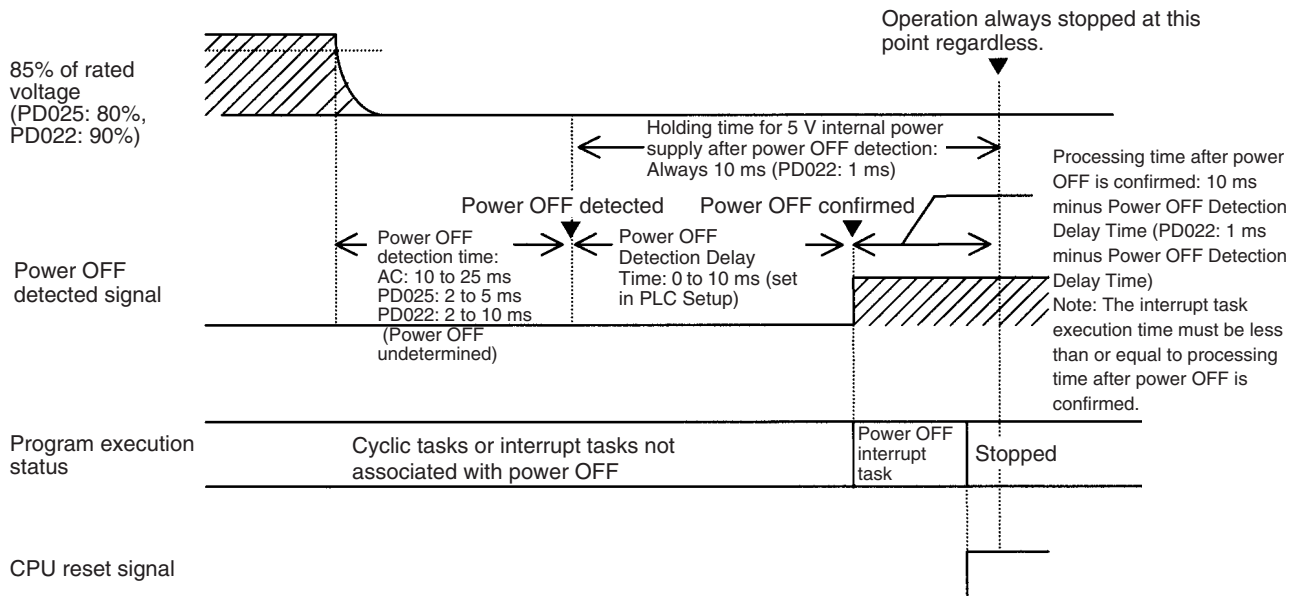 Operation always stopped at this
point regardless.
85% of rated
voltage
(PD025: 80%,
PD022: 90%)
Holding time for 5 V internal power
supply after power OFF detection:
Always 10 ms (PD022: 1 ms)
Processing time after power
OFF is confirmed: 10 ms
minus Power OFF Detection
Delay Time (PD022: 1 ms
minus Power OFF Detection
Delay Time)
Note: The interrupt task
execution time must be less
than or equal to processing
time after power OFF is
confirmed.
Power OFF detected
Power OFF confirmed
Power OFF
detection time:
AC: 10 to 25 ms
PD025: 2 to 5 ms
PD022: 2 to 10 ms
(Power OFF
undetermined)
Power OFF
Detection Delay
Time: 0 to 10 ms (set
in PLC Setup)
Power OFF
detected signal
Program execution
status
Cyclic tasks or interrupt tasks not
associated with power OFF
Power OFF
interrupt
task
Stopped
CPU reset signal